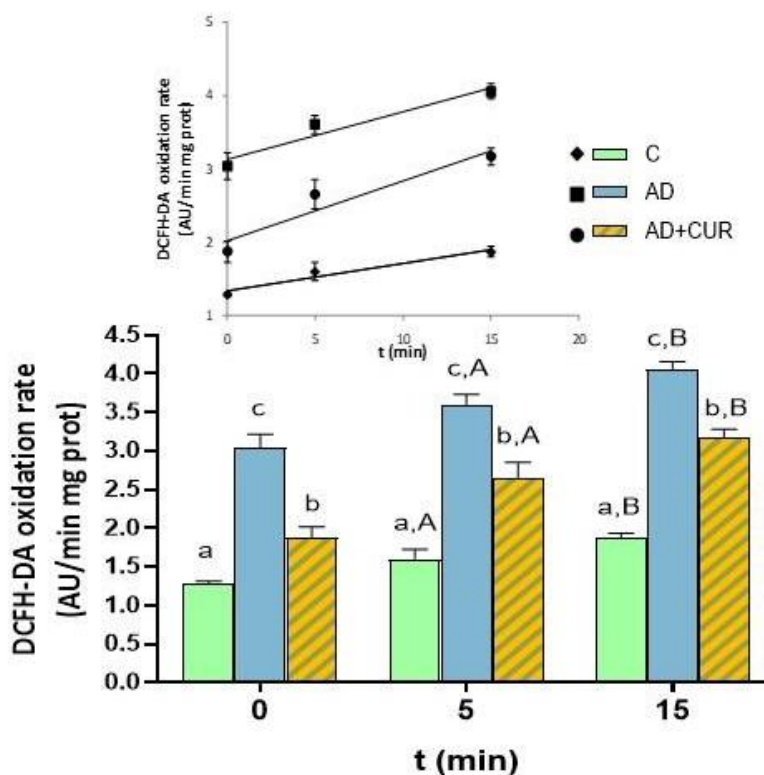 DCFH-DA oxidation rate
(AU/min mg prot)
5
4
3
2
1
0
5
10
15
20
t (min)
C
AD
AD+CUR
DCFH-DA oxidation rate
(AU/min mg prot)
4.5
4.0
3.5
3.0
2.5
2.0
1.5
1.0
0.5
0.0
a
c
b
a,A
c,A
b,A
a,B
c,B
b,B
0
5
15
t (min)